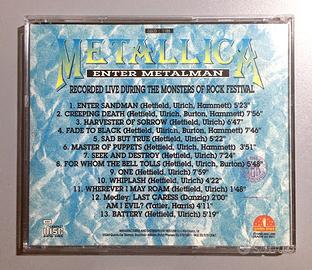 METALLICA
ENTER METALMAN
RECORDED LIVE DURING THE MONSTERS OF ROCK FESTIVAL
1. ENTER SANDMAN (Hetfield, Ulrich, Hammett) 5'23"
2. CREEPING DEATH (Hetfield, Ulrich, Burton, Hammett) 7'56"
3. HARVESTER OF SORROW (Hetfield, Ulrich) 6'47"
4. FADE TO BLACK (Hetfield, Ulrich, Burton, Hammett) 7'46"
5. SAD BUT TRUE (Hetfield, Ulrich) 5'22"
6. MASTER OF PUPPETS (Hetfield, Ulrich, Burton, Hammett) 3'51"
7. SEEK AND DESTROY (Hetfield, Ulrich) 7'24"
8. FOR WHOM THE BELL TOLLS (Hetfield, Ulrich, Burton) 5'48"
9. ONE (Hetfield, Ulrich) 7'59"
10. WHIPLASH (Hetfield, Ulrich) 4'22"
11. WHEREVER I MAY ROAM (Hetfield, Ulrich) 1'48"
12. Medley: LAST CARESS (Danzig) 2'00"
AM I EVIL? (Tatler, Harris) 4'11"
13. BATTERY (Hetfield, Ulrich) 5'19"
COMPACT
disc